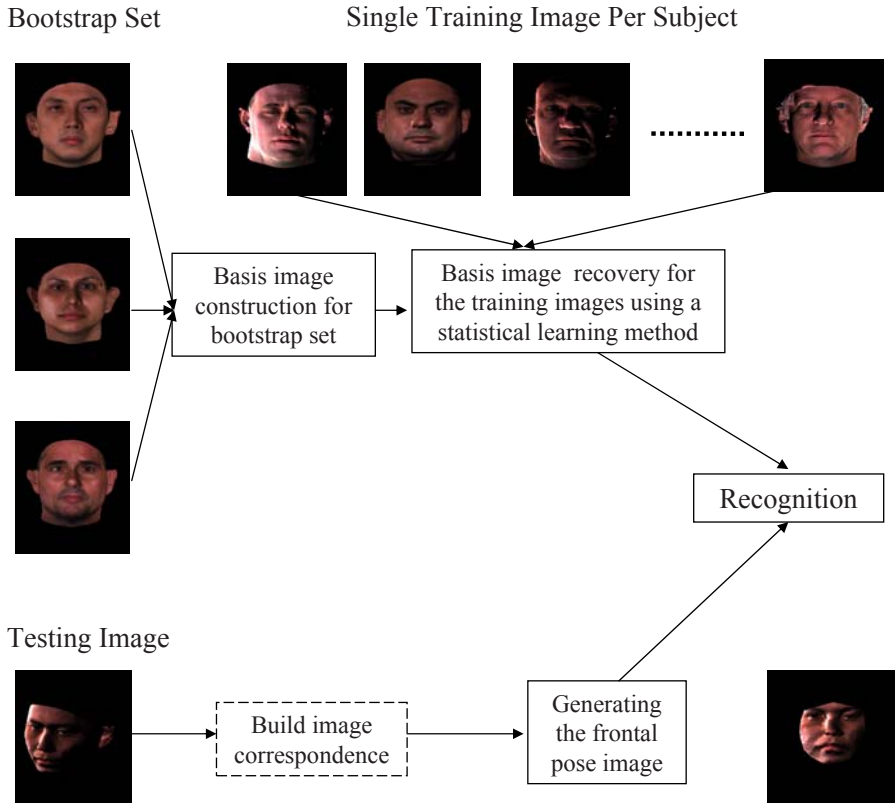 Bootstrap Set
Single Training Image Per Subject
Basis image
construction for
bootstrap set
Basis image recovery for
the training images using a
statistical learning method
Recognition
Testing Image
Build image
correspondence
Generating
the frontal
pose image